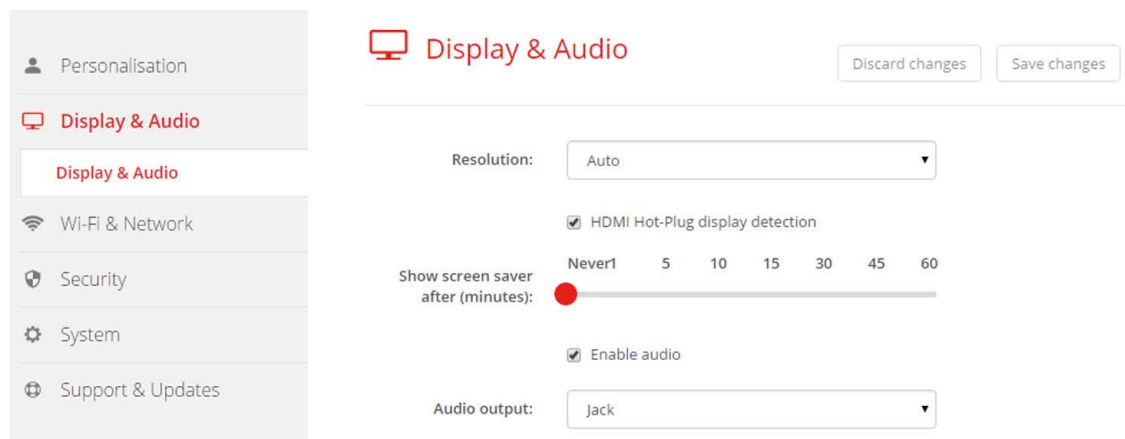 Personalisation
Display & Audio
Display & Audio
Wi-Fi & Network
Security
System
Support & Updates
Display & Audio
Discard changes
Save changes
Resolution:
Auto
HDMI Hot-Plug display detection
Show screen saver
after (minutes):
Never1 5 10 15 30 45 60
Enable audio
Audio output:
Jack